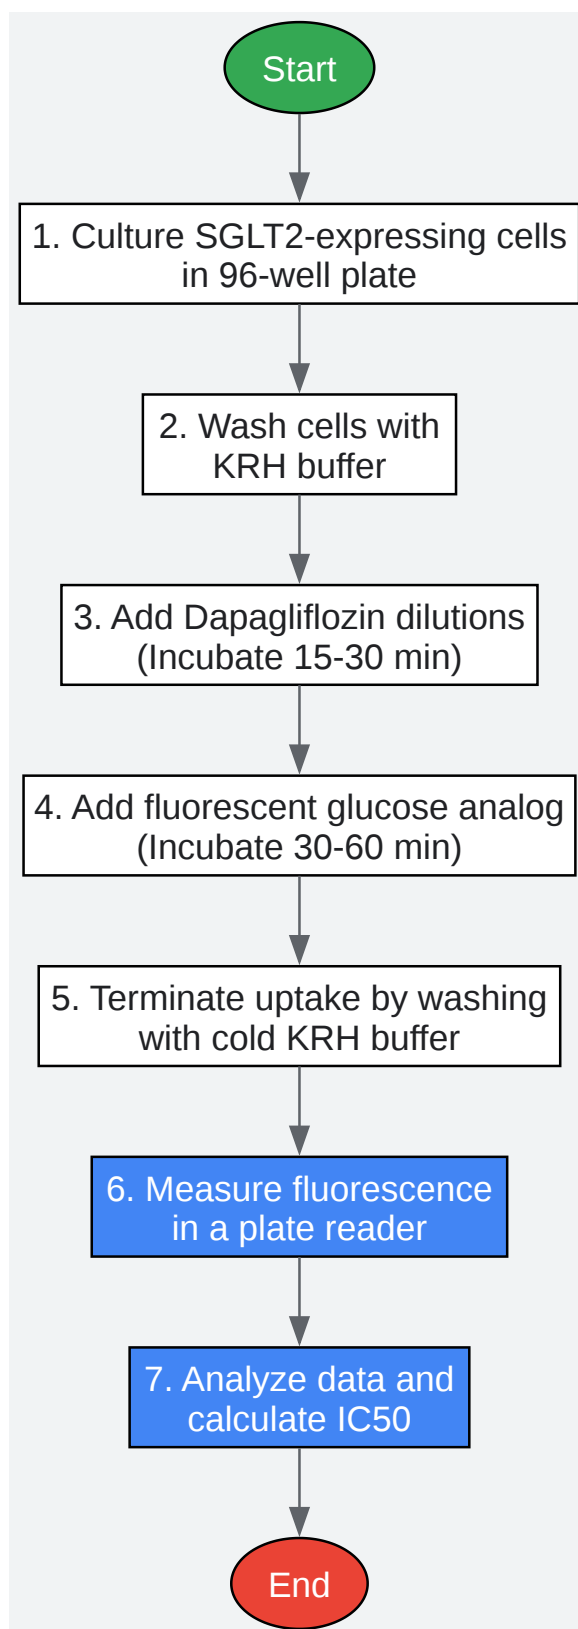 Start
1. Culture SGLT2-expressing cells
in 96-well plate
2. Wash cells with
KRH buffer
3. Add Dapagliflozin dilutions
(Incubate 15-30 min)
4. Add fluorescent glucose analog
(Incubate 30-60 min)
5. Terminate uptake by washing
with cold KRH buffer
6. Measure fluorescence
in a plate reader
7. Analyze data and
calculate IC50
End